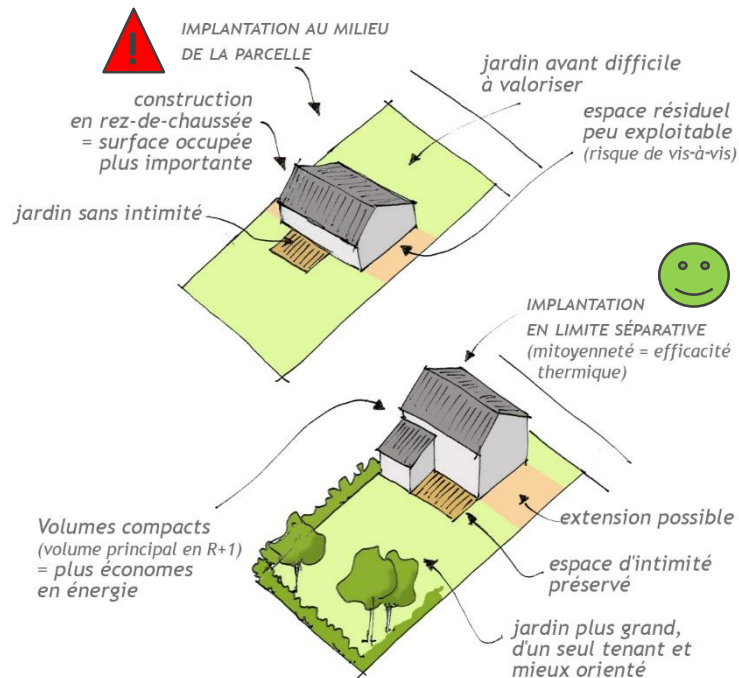 IMPLANTATION AU MILIEU
DE LA PARCELLE
jardin avant difficile
à valoriser
construction
en rez-de-chaussée
= surface occupée
plus importante
espace résiduel
peu exploitable
(risque de vis-à-vis)
jardin sans intimité
IMPLANTATION
EN LIMITE SÉPARATIVE
(mitoyenneté = efficacité
thermique)
Volumes compacts
(volume principal en R+1)
= plus économes
en énergie
extension possible
espace d'intimité
préservé
jardin plus grand,
d'un seul tenant et
mieux orienté